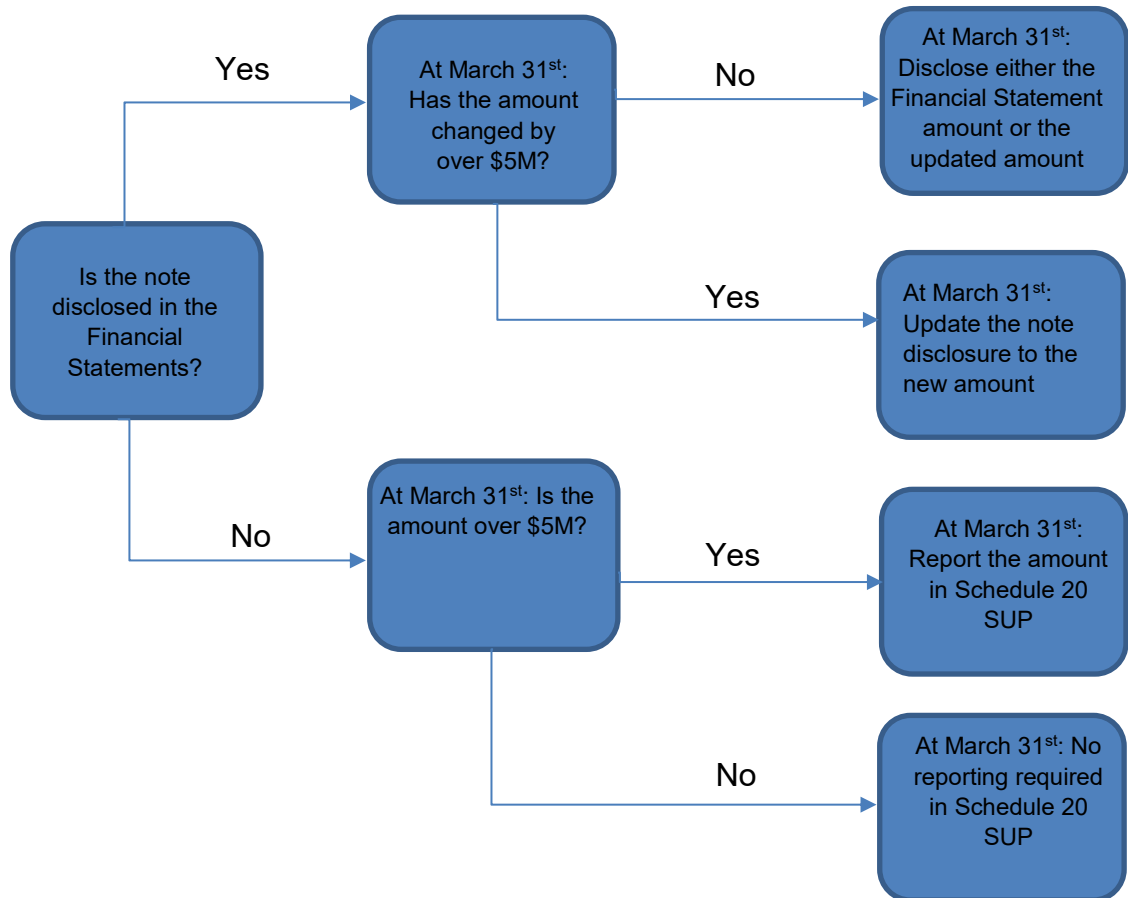 Yes
At March 31st:
Has the amount
changed by
over $5M?
No
At March 31st:
Disclose either the
Financial Statement
amount or the
updated amount
Is the note
disclosed in the
Financial
Statements?
Yes
At March 31st:
Update the note
disclosure to the
new amount
No
At March 31st: Is the
amount over $5M?
Yes
At March 31st:
Report the amount
in Schedule 20
SUP
No
At March 31st: No
reporting required
in Schedule 20
SUP